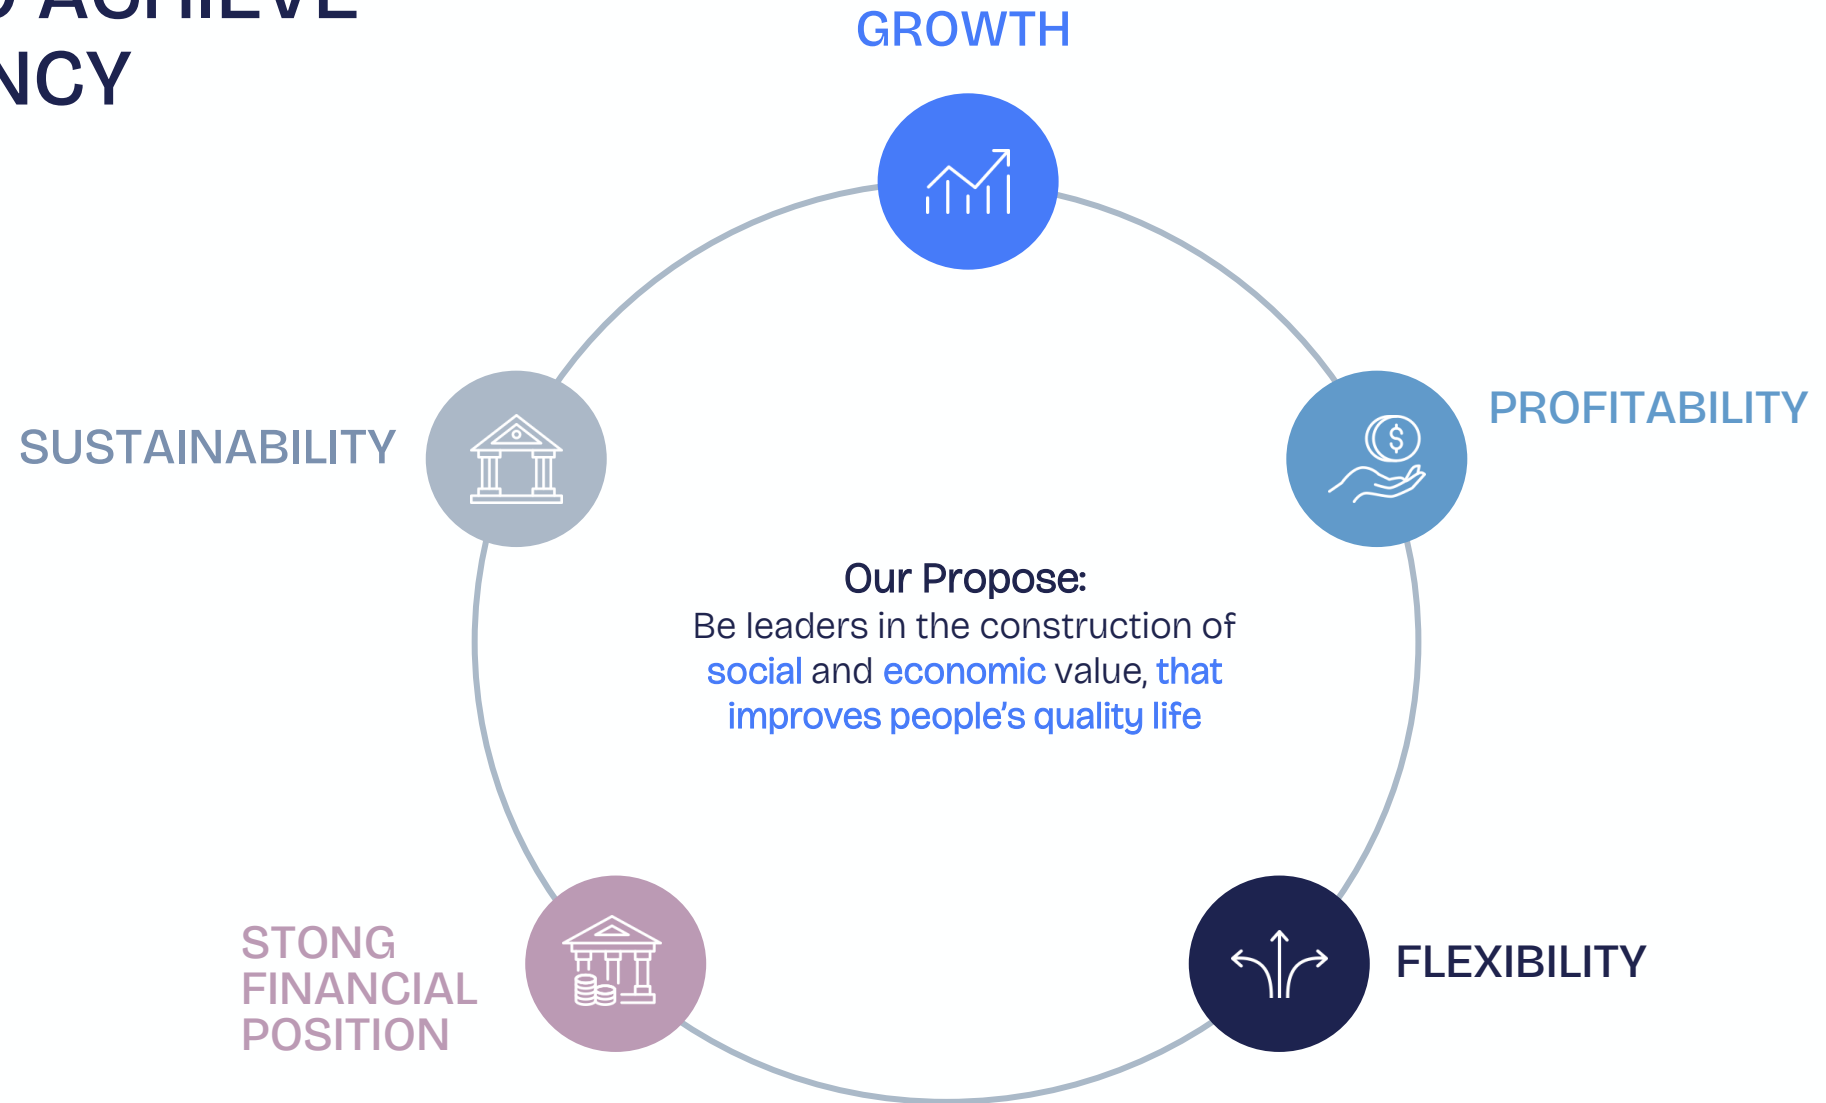 ACHIEVE
NCY
GROWTH
SUSTAINABILITY
PROFITABILITY
Our Propose:
Be leaders in the construction of
social and economic value, that
improves people’s quality life
STONG
FINANCIAL
POSITION
FLEXIBILITY
$